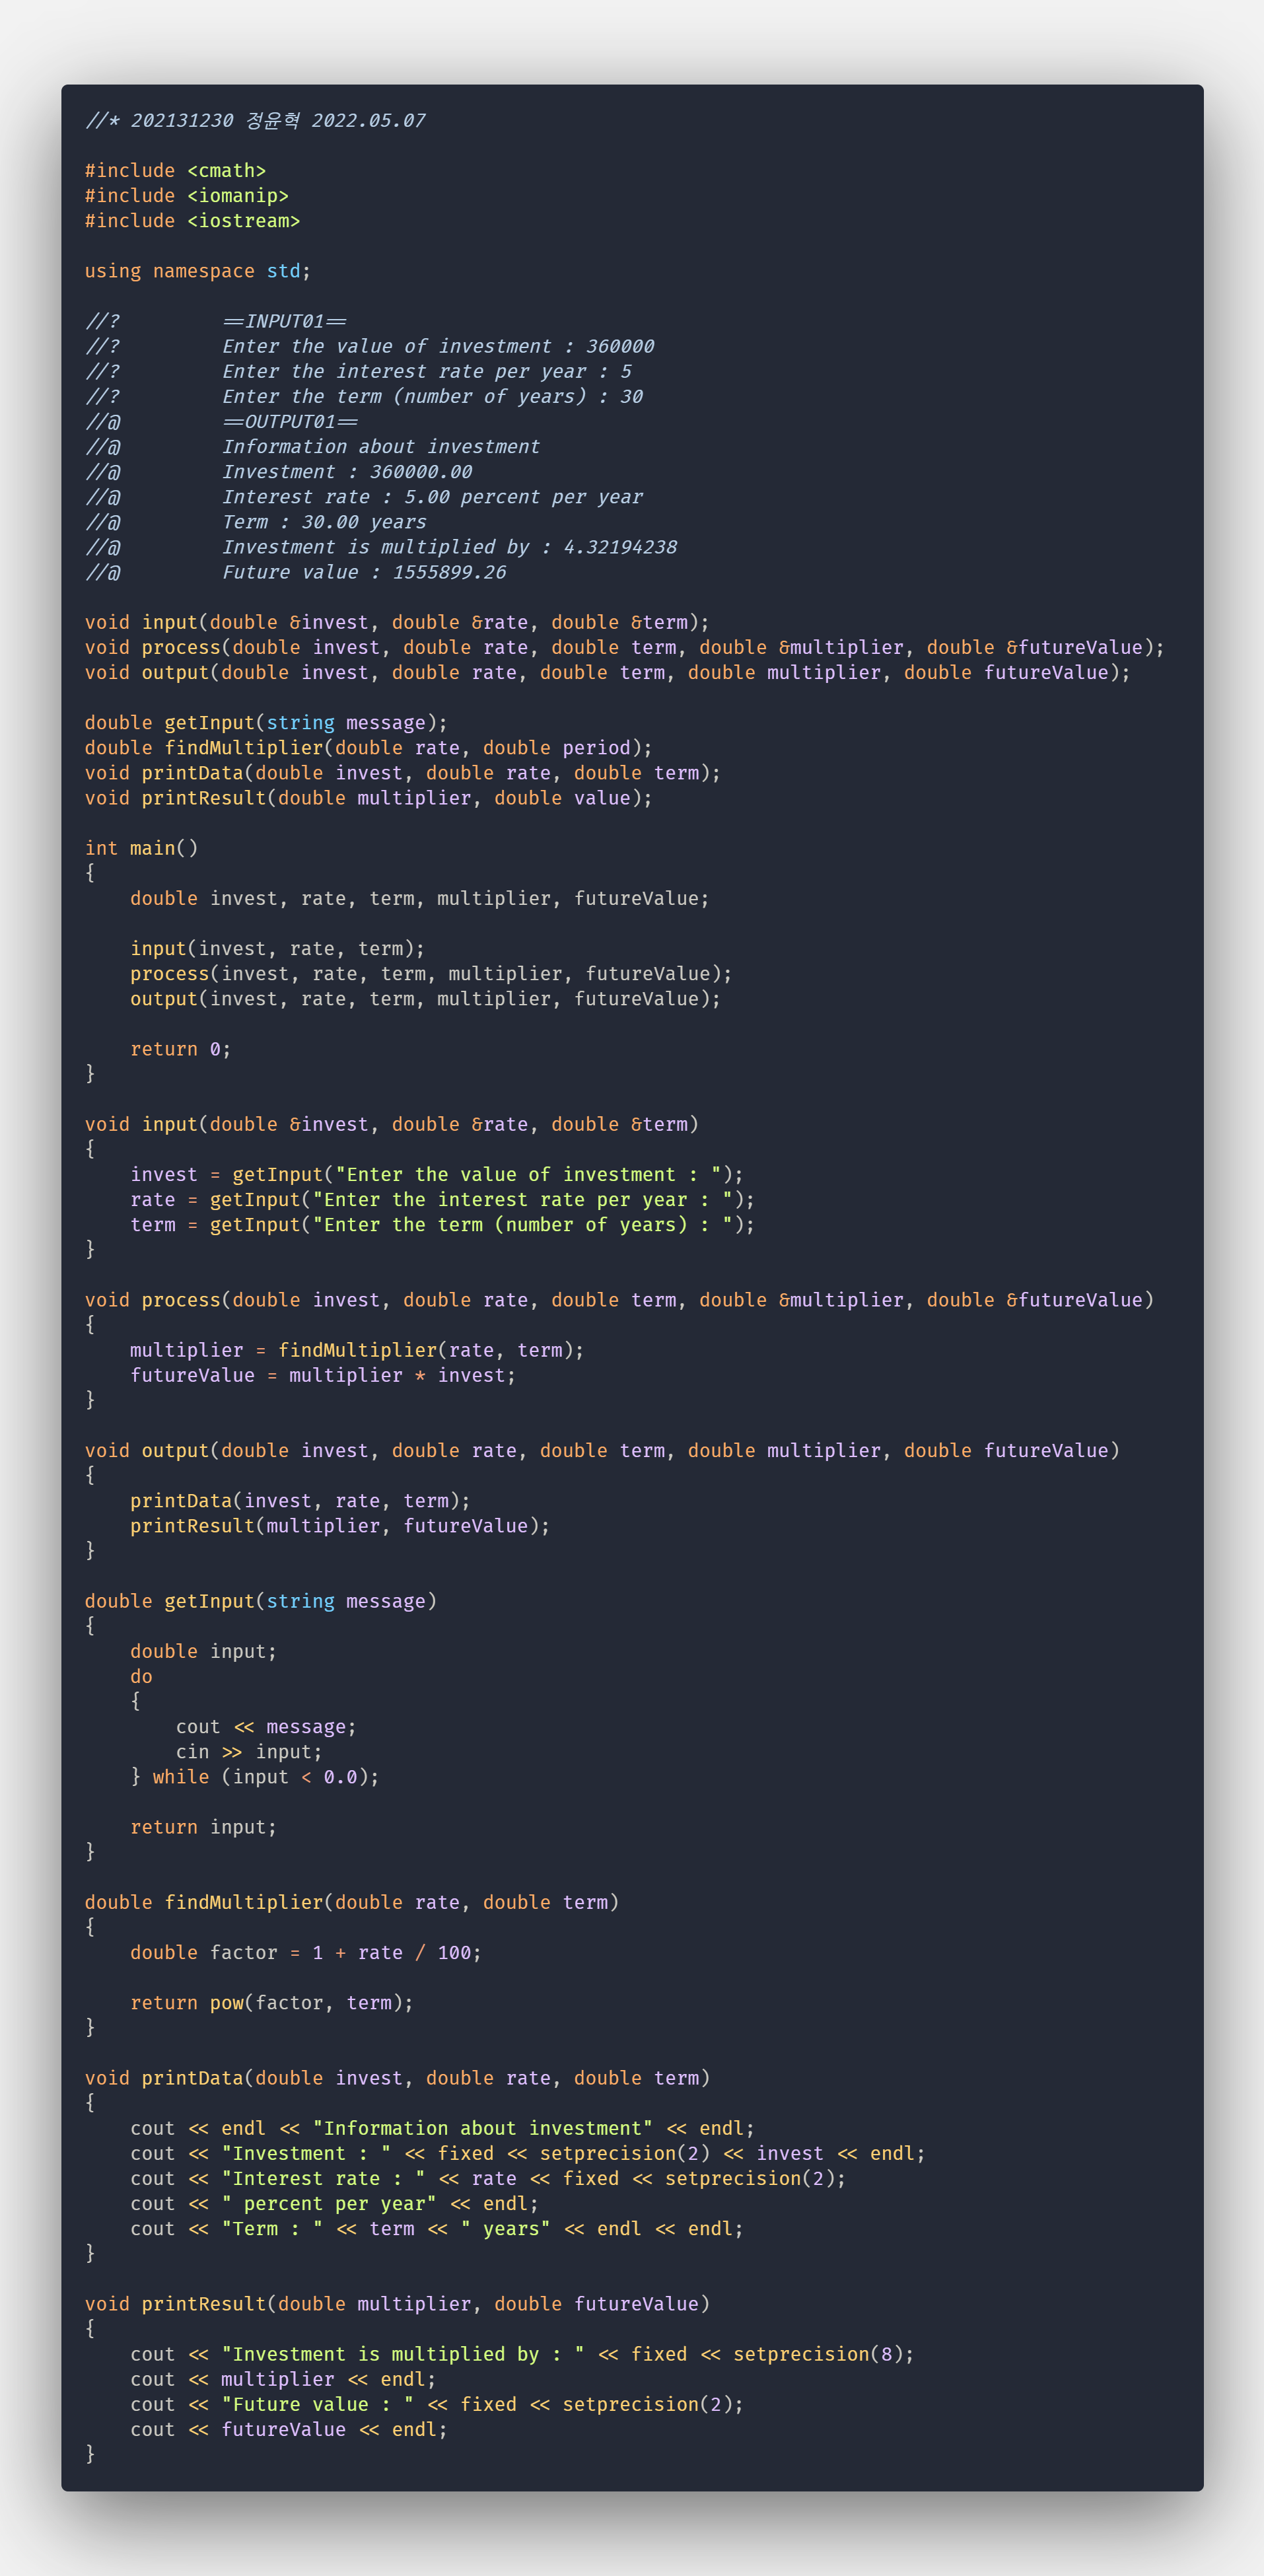 //* 202131230 정윤혁 2022.05.07
#include <cmath>
#include <iomanip>
#include <iostream>
using namespace std;
//?         ==INPUT01==
//?         Enter the value of investment : 360000
//?         Enter the interest rate per year : 5
//?         Enter the term (number of years) : 30
//@         ==OUTPUT01==
//@         Information about investment
//@         Investment : 360000.00
//@         Interest rate : 5.00 percent per year
//@         Term : 30.00 years
//@         Investment is multiplied by : 4.32194238
//@         Future value : 1555899.26
void input(double &invest, double &rate, double &term);
void process(double invest, double rate, double term, double &multiplier, double &futureValue);
void output(double invest, double rate, double term, double multiplier, double futureValue);
double getInput(string message);
double findMultiplier(double rate, double period);
void printData(double invest, double rate, double term);
void printResult(double multiplier, double value);
int main()
{
    double invest, rate, term, multiplier, futureValue;
    input(invest, rate, term);
    process(invest, rate, term, multiplier, futureValue);
    output(invest, rate, term, multiplier, futureValue);
    return 0;
}
void input(double &invest, double &rate, double &term)
{
    invest = getInput("Enter the value of investment : ");
    rate = getInput("Enter the interest rate per year : ");
    term = getInput("Enter the term (number of years) : ");
}
void process(double invest, double rate, double term, double &multiplier, double &futureValue)
{
    multiplier = findMultiplier(rate, term);
    futureValue = multiplier * invest;
}
void output(double invest, double rate, double term, double multiplier, double futureValue)
{
    printData(invest, rate, term);
    printResult(multiplier, futureValue);
}
double getInput(string message)
{
    double input;
    do
    {
        cout << message;
        cin >> input;
    } while (input < 0.0);
    return input;
}
double findMultiplier(double rate, double term)
{
    double factor = 1 + rate / 100;
    return pow(factor, term);
}
void printData(double invest, double rate, double term)
{
    cout << endl << "Information about investment" << endl;
    cout << "Investment : " << fixed << setprecision(2) << invest << endl;
    cout << "Interest rate : " << rate << fixed << setprecision(2);
    cout << " percent per year" << endl;
    cout << "Term : " << term << " years" << endl << endl;
}
void printResult(double multiplier, double futureValue)
{
    cout << "Investment is multiplied by : " << fixed << setprecision(8);
    cout << multiplier << endl;
    cout << "Future value : " << fixed << setprecision(2);
    cout << futureValue << endl;
}